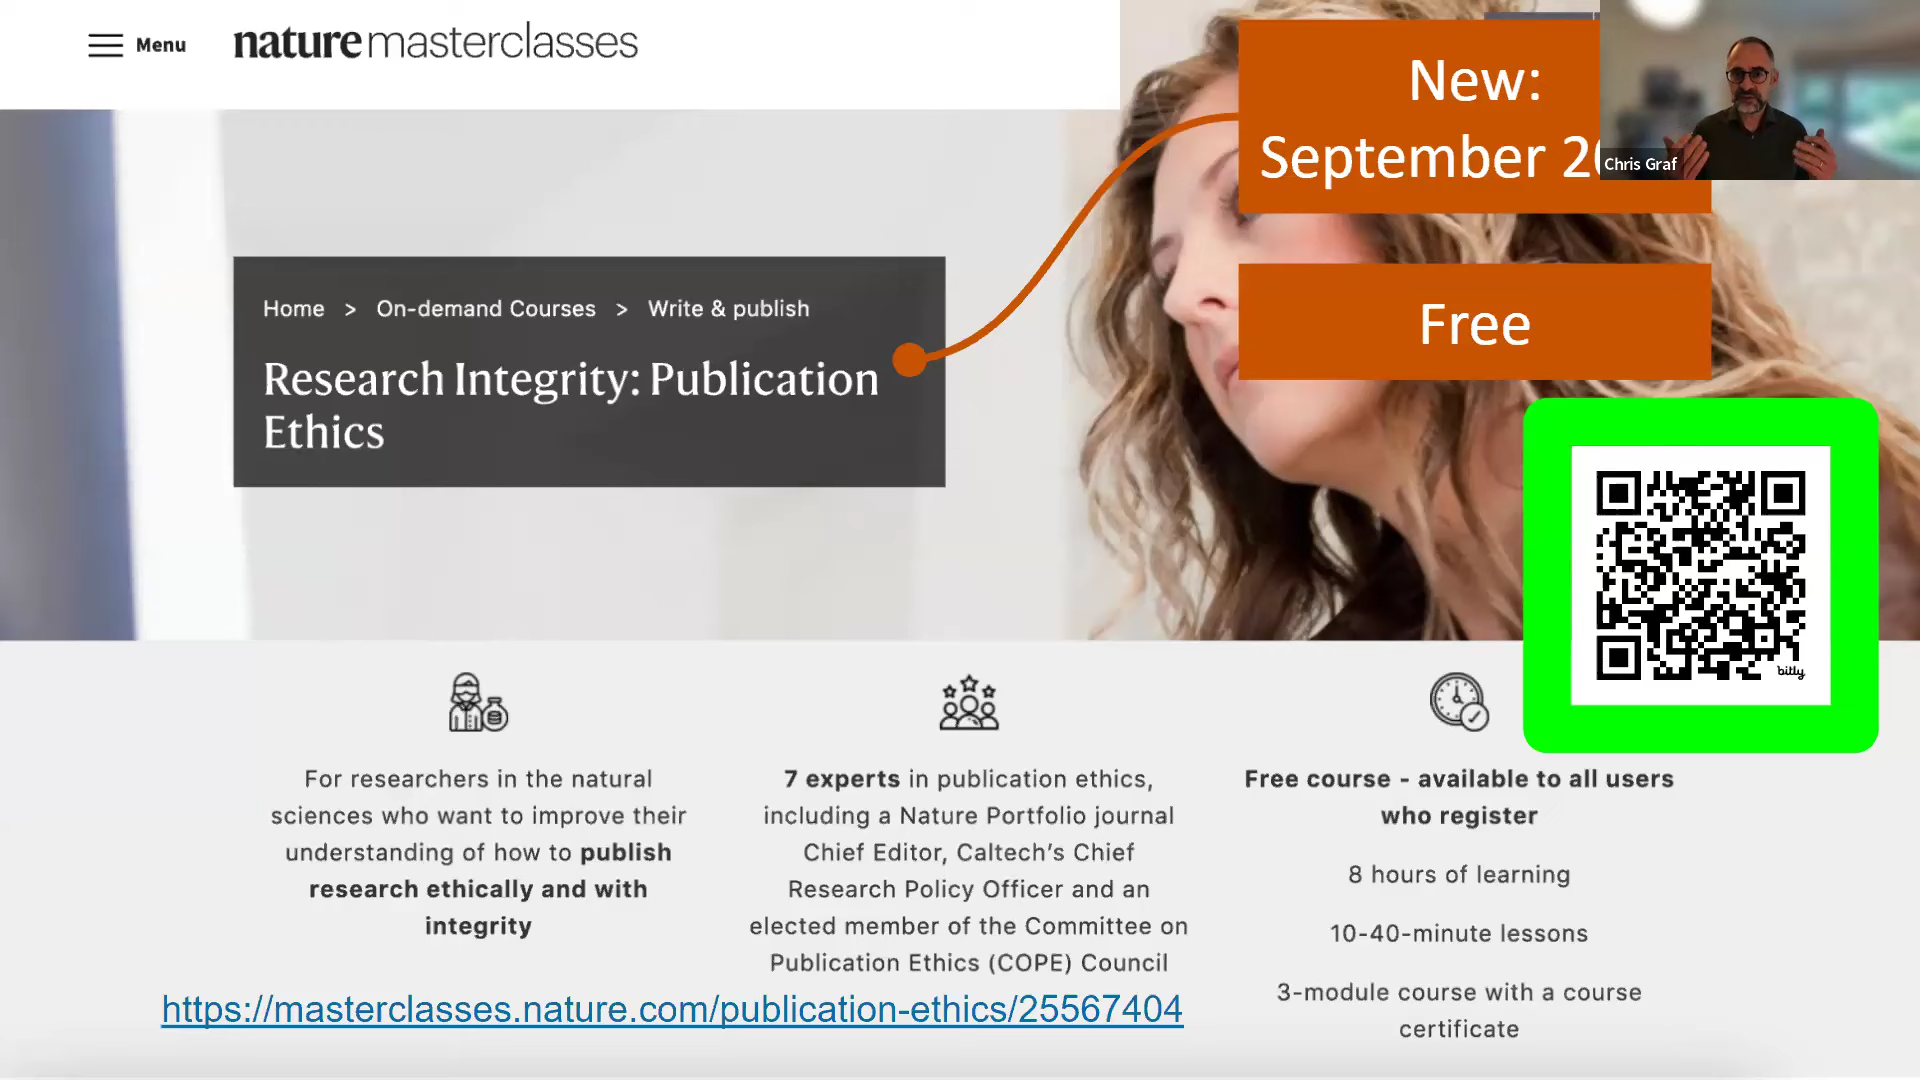 Menu
nature masterclasses
New:
September
Chris Graf
Home > On-demand Courses > Write & publish
Research Integrity: Publication
Ethics
Free
bitly
For researchers in the natural
sciences who want to improve their
understanding of how to publish
research ethically and with
integrity
7 experts in publication ethics,
including a Nature Portfolio journal
Chief Editor, Caltech's Chief
Research Policy Officer and an
elected member of the Committee on
Publication Ethics (COPE) Council
Free course - available to all users
who register
8 hours of learning
10-40-minute lessons
3-module course with a course
certificate
https://masterclasses.nature.com/publication-ethics/25567404